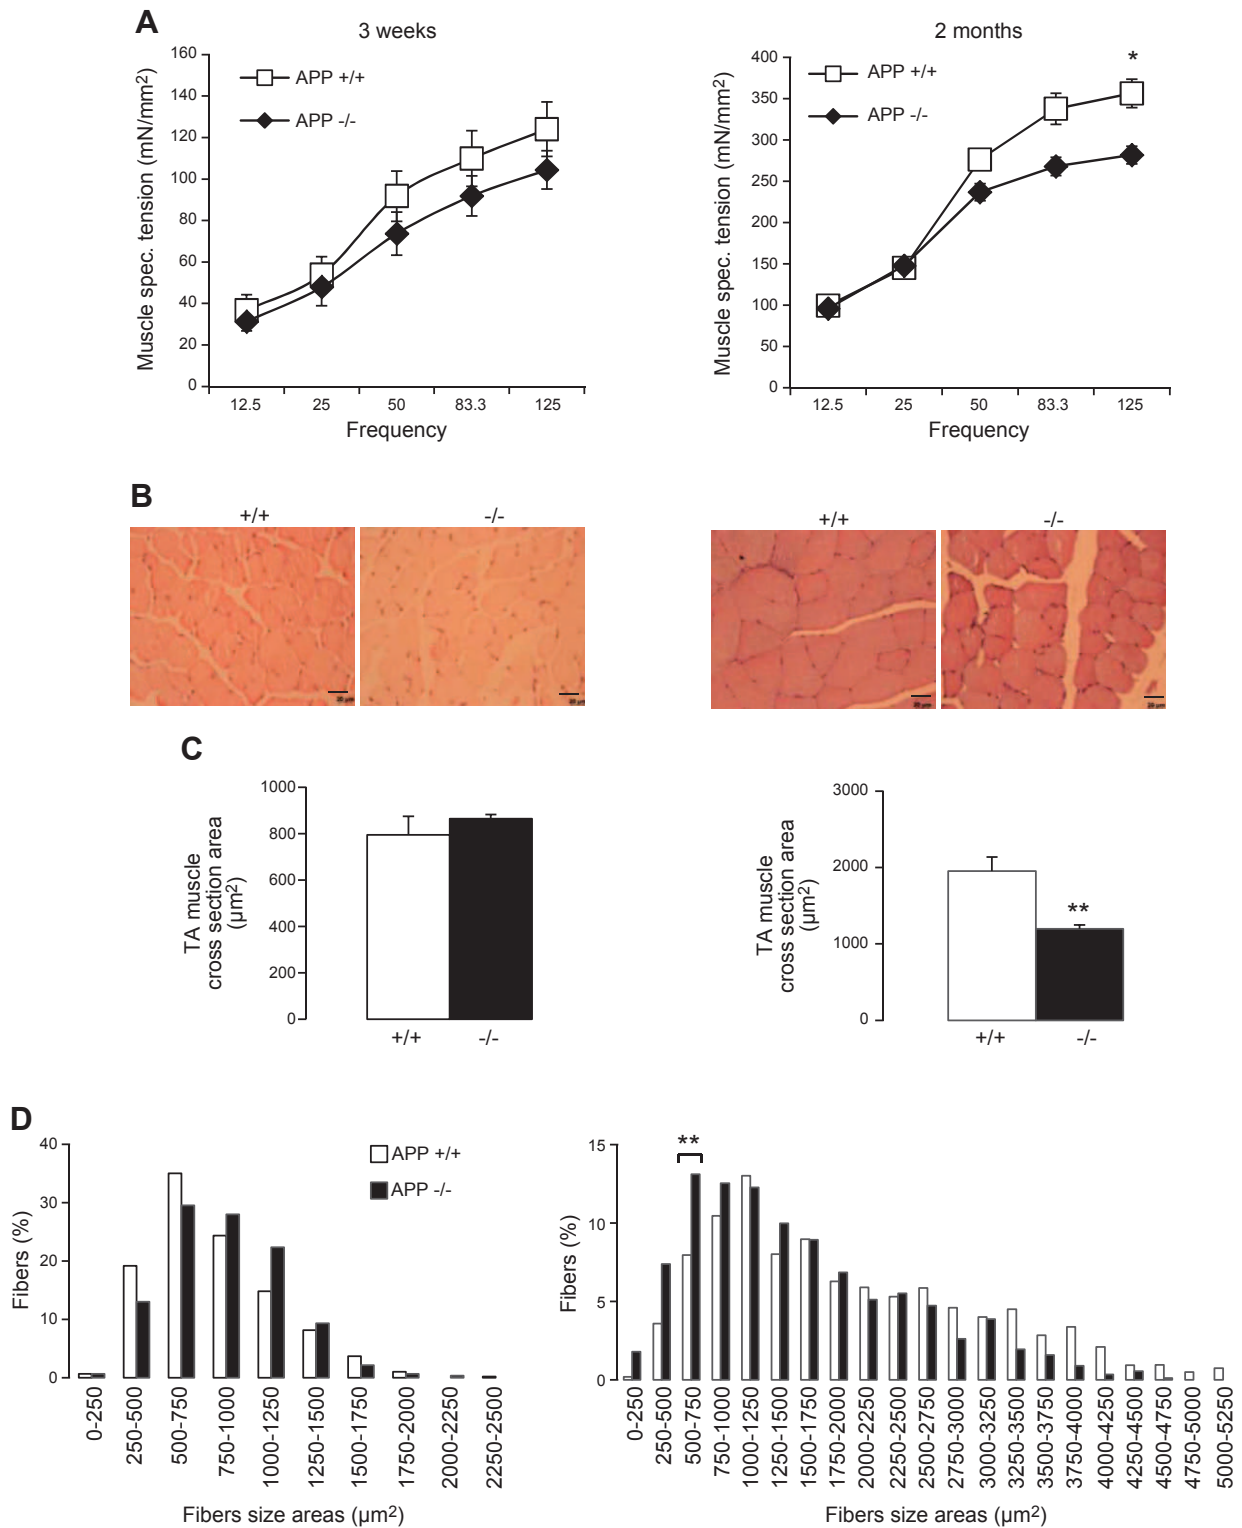 A
3 weeks
2 months
160
140
120
100
80
60
40
20
0
Muscle spec. tension (mN/mm2)
APP +/+
APP -/-
12.5 25 50 83.3 125
Frequency
400
350
300
250
200
150
100
50
0
Muscle spec. tension (mN/mm2)
APP +/+
APP -/-
*
12.5 25 50 83.3 125
Frequency
B
+/+ -/- +/+ -/-
20 µm
20 µm
20 µm
20 µm
C
1000
800
600
400
200
0
TA muscle
cross section area
(µm2)
+/+ -/-
3000
2000
1000
0
TA muscle
cross section area
(µm2)
**
+/+ -/-
D
40
30
20
10
0
Fibers (%)
APP +/+
APP -/-
0-250
250-500
500-750
750-1000
1000-1250
1250-1500
1500-1750
1750-2000
2000-2250
2250-2500
Fibers size areas (µm2)
15
10
5
0
Fibers (%)
**
0-250
250-500
500-750
750-1000
1000-1250
1250-1500
1500-1750
1750-2000
2000-2250
2250-2500
2500-2750
2750-3000
3000-3250
3250-3500
3500-3750
3750-4000
4000-4250
4250-4500
4500-4750
4750-5000
5000-5250
Fibers size areas (µm2)